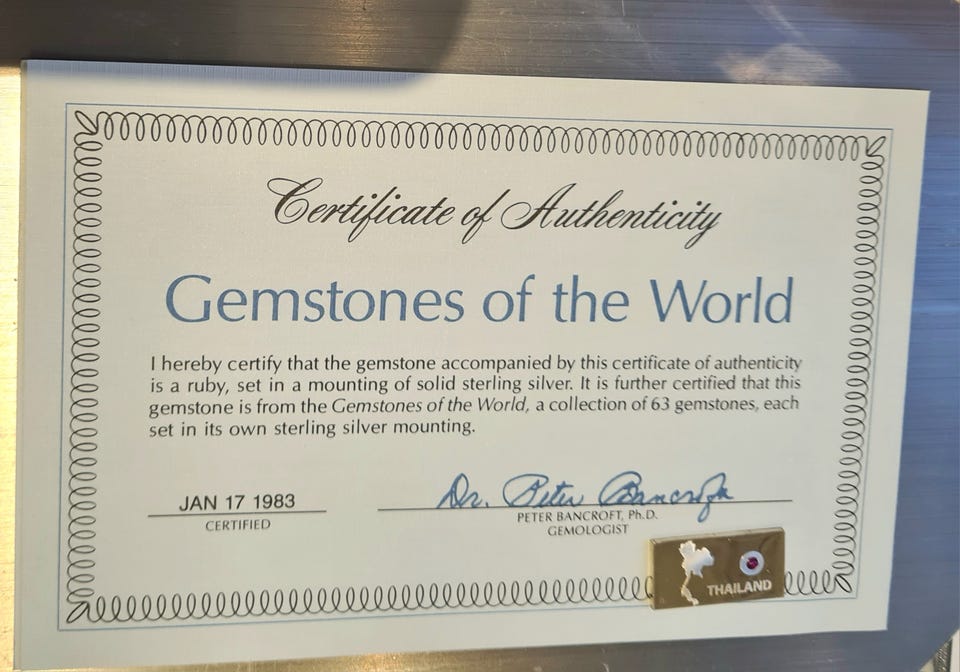 Certificate of Authenticity
Gemstones of the World
I hereby certify that the gemstone accompanied by this certificate of authenticity
is a ruby, set in a mounting of solid sterling silver. It is further certified that this
gemstone is from the Gemstones of the World, a collection of 63 gemstones, each
set in its own sterling silver mounting.
JAN 17 1983
CERTIFIED
Dr. Peter Bancroft
PETER BANCROFT, Ph.D.
GEMOLOGIST
THAILAND